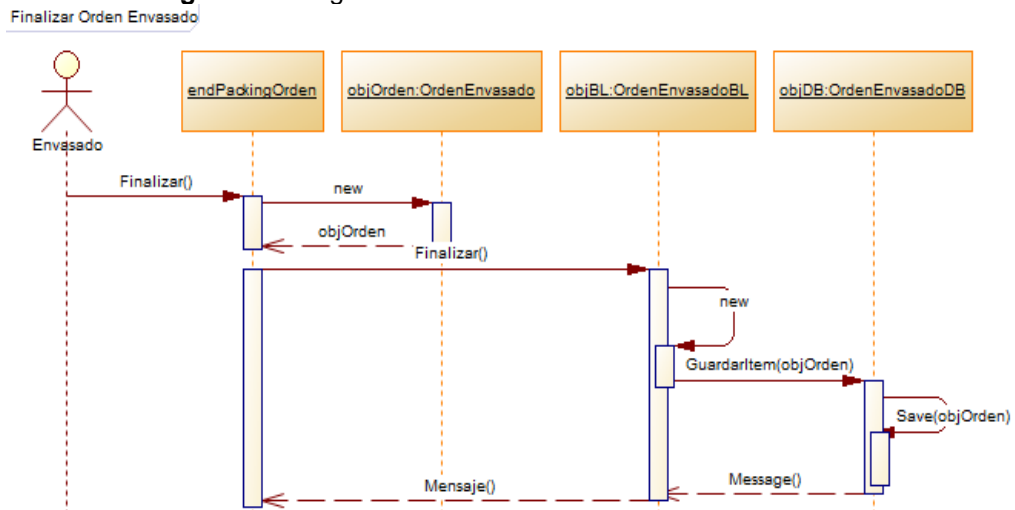 Finalizar Orden Envasado
endPackingOrden
objOrden:OrdenEnvasado
objBL:OrdenEnvasadoBL
objDB:OrdenEnvasadoDB
Envasado
Finalizar()
new
objOrden
Finalizar()
new
GuardarItem(objOrden)
Save(objOrden)
Message()
Mensaje()